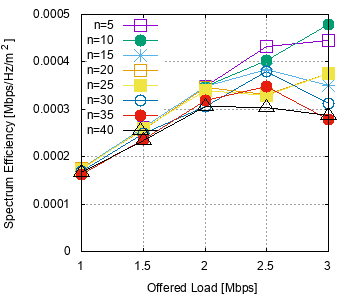 0.0005
0.0004
0.0003
0.0002
0.0001
0
Spectrum Efficiency [Mbps/Hz/m²]
n=5
n=10
n=15
n=20
n=25
n=30
n=35
n=40
1 1.5 2 2.5 3
Offered Load [Mbps]